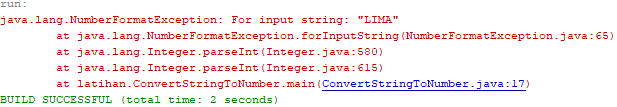 run:
java.lang.NumberFormatException: For input string: "LIMA"
at java.lang.NumberFormatException.forInputString(NumberFormatException.java:65)
at java.lang.Integer.parseInt(Integer.java:580)
at java.lang.Integer.parseInt(Integer.java:615)
at latihan.ConvertStringToNumber.main(ConvertStringToNumber.java:17)
BUILD SUCCESSFUL (total time: 2 seconds)